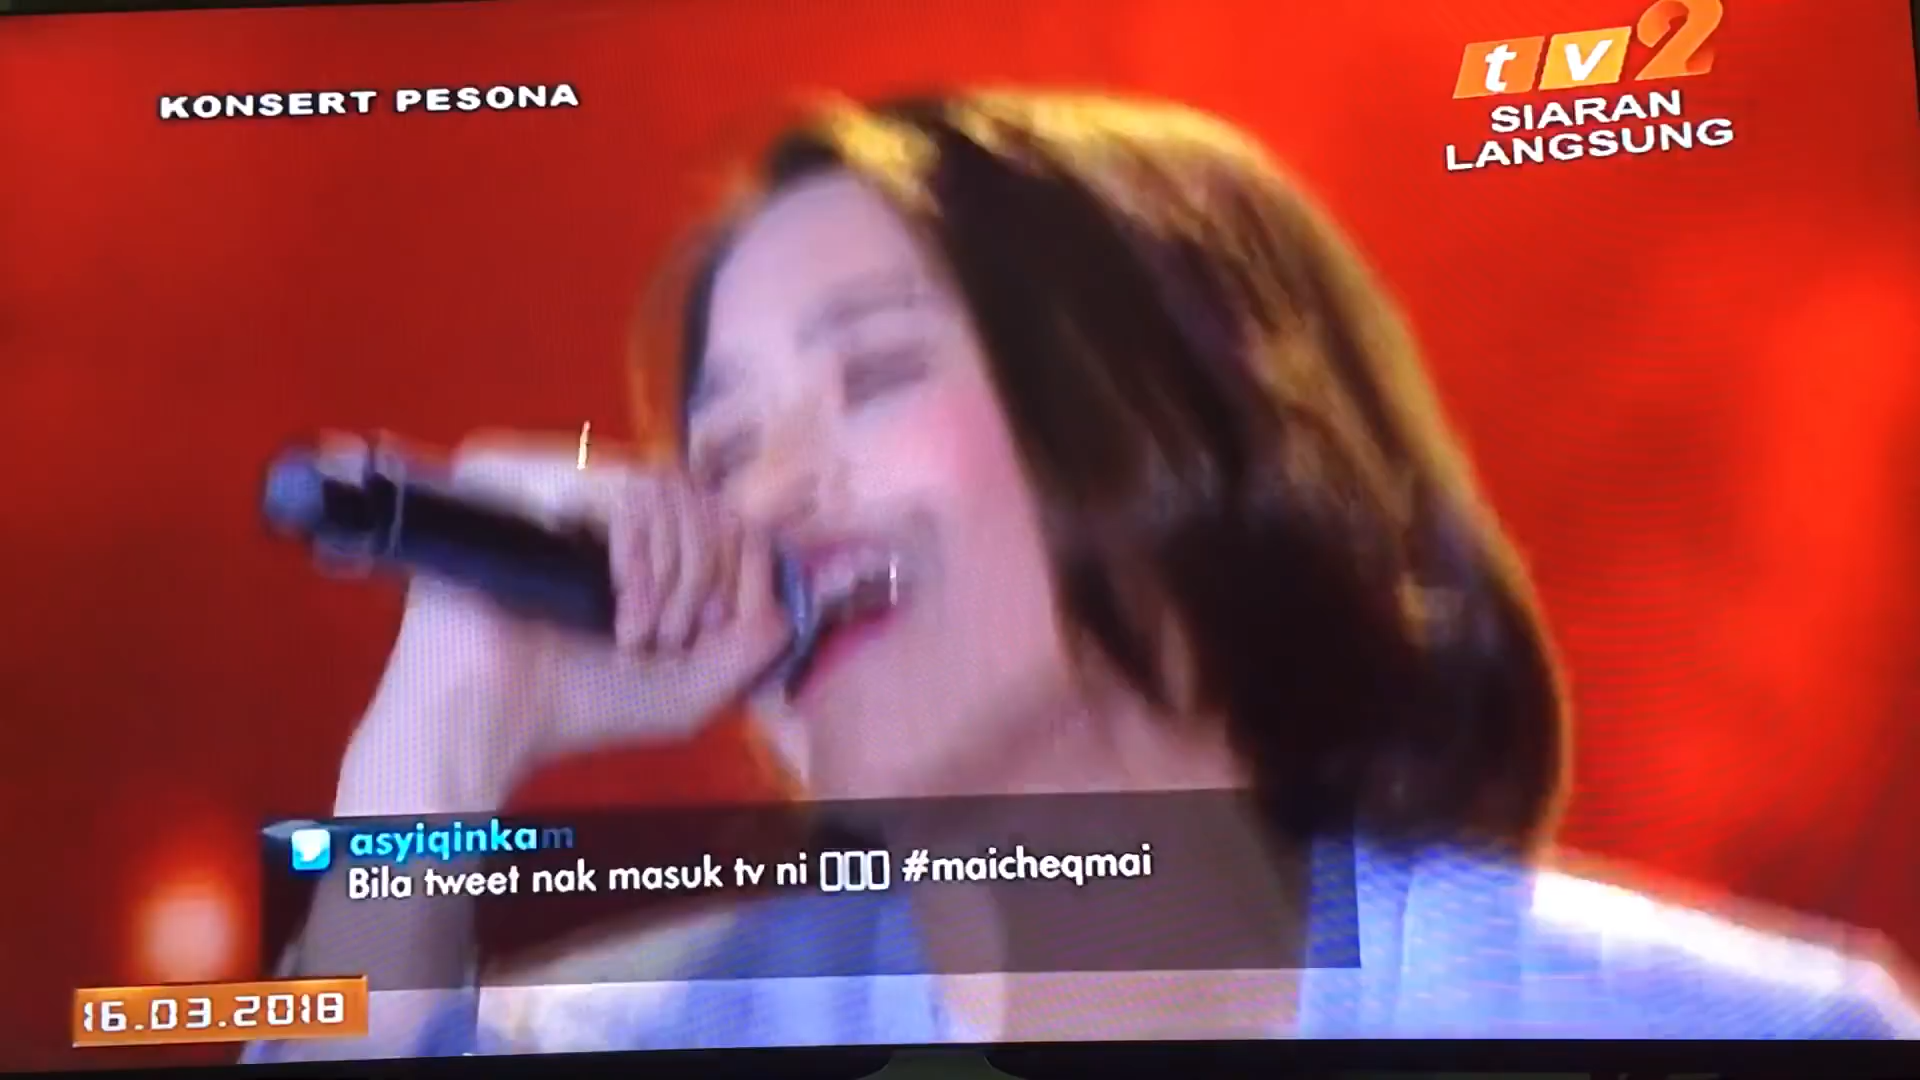 KONSERT PESONA
tv2
SIARAN
LANGSUNG
asyiqinkam
Bila tweet nak masuk tv ni #maicheqmai
16.03.2018